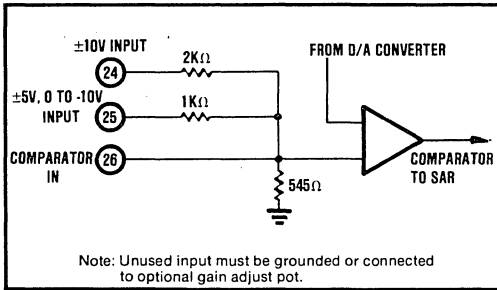 ±10V INPUT
24
2KΩ
FROM D/A CONVERTER
±5V, 0 TO -10V
INPUT
25
1KΩ
COMPARATOR
IN
26
COMPARATOR
TO SAR
545Ω
Note: Unused input must be grounded or connected
to optional gain adjust pot.